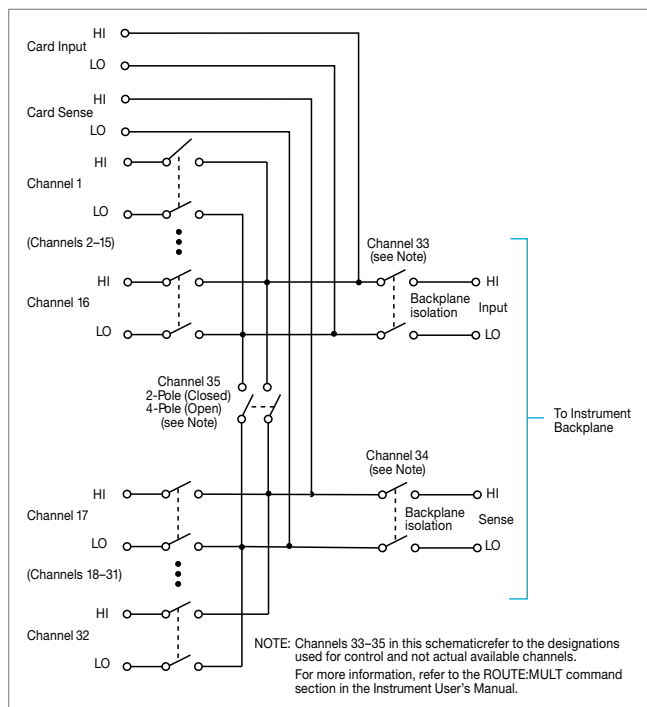 Card Input
HI
LO
Card Sense
HI
LO
Channel 1
HI
LO
(Channels 2–15)
Channel 16
HI
LO
Channel 33
(see Note)
Backplane
isolation
HI
Input
LO
Channel 35
2-Pole (Closed)
4-Pole (Open)
(see Note)
To Instrument
Backplane
Channel 34
(see Note)
Channel 17
HI
LO
Backplane
isolation
HI
Sense
LO
(Channels 18–31)
Channel 32
HI
LO
NOTE: Channels 33–35 in this schematicrefer to the designations
used for control and not actual available channels.
For more information, refer to the ROUTE:MULT command
section in the Instrument User's Manual.